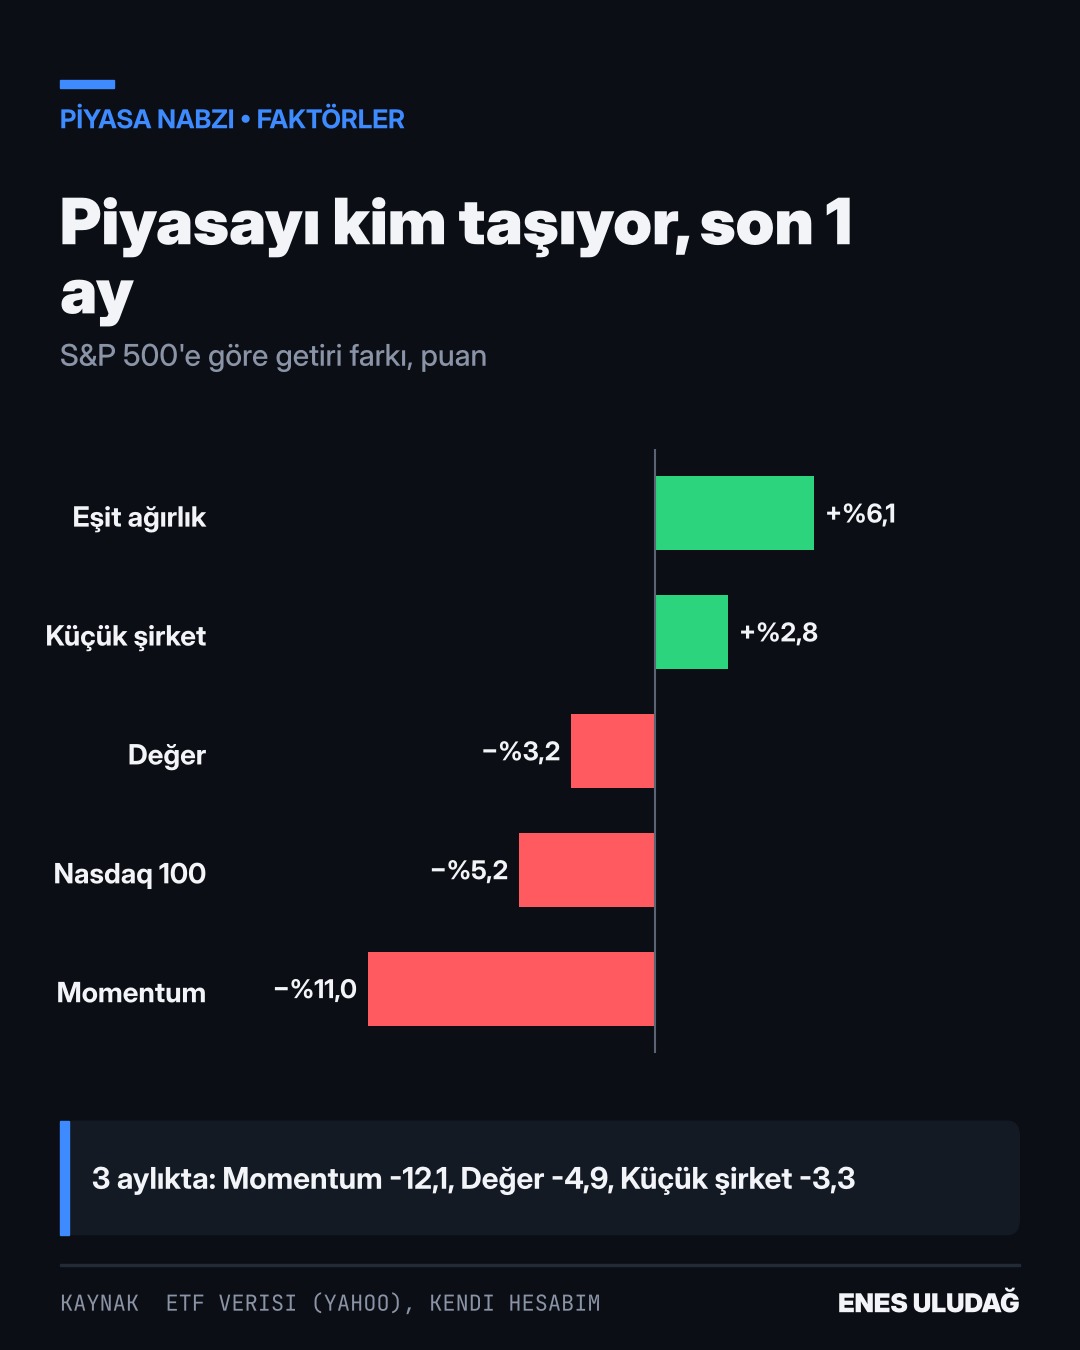 PİYASA NABZI • FAKTÖRLER
Piyasayı kim taşıyor, son 1
ay
S&P 500'e göre getiri farkı, puan
Eşit ağırlık
+%6,1
Küçük şirket
+%2,8
Değer
−%3,2
Nasdaq 100
−%5,2
Momentum
−%11,0
3 aylıkta: Momentum -12,1, Değer -4,9, Küçük şirket -3,3
KAYNAK ETF VERISI (YAHOO), KENDI HESABIM
ENES ULUDAĞ